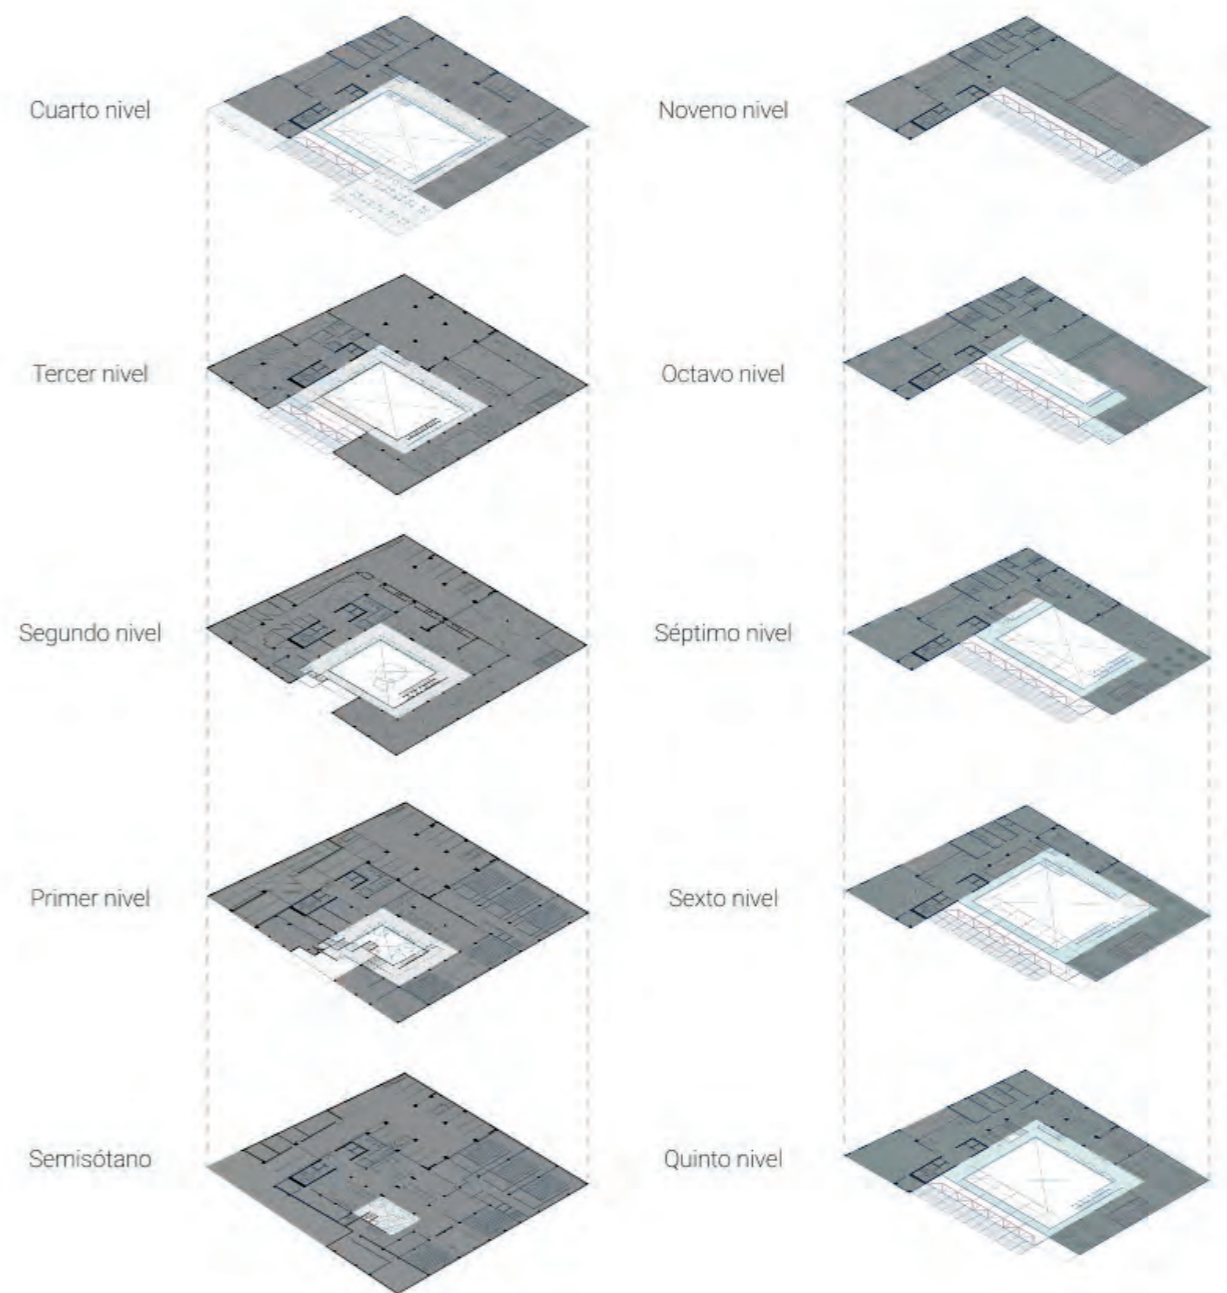 Cuarto nivel
Tercer nivel
Segundo nivel
Primer nivel
Semisótano
Noveno nivel
Octavo nivel
Séptimo nivel
Sexto nivel
Quinto nivel